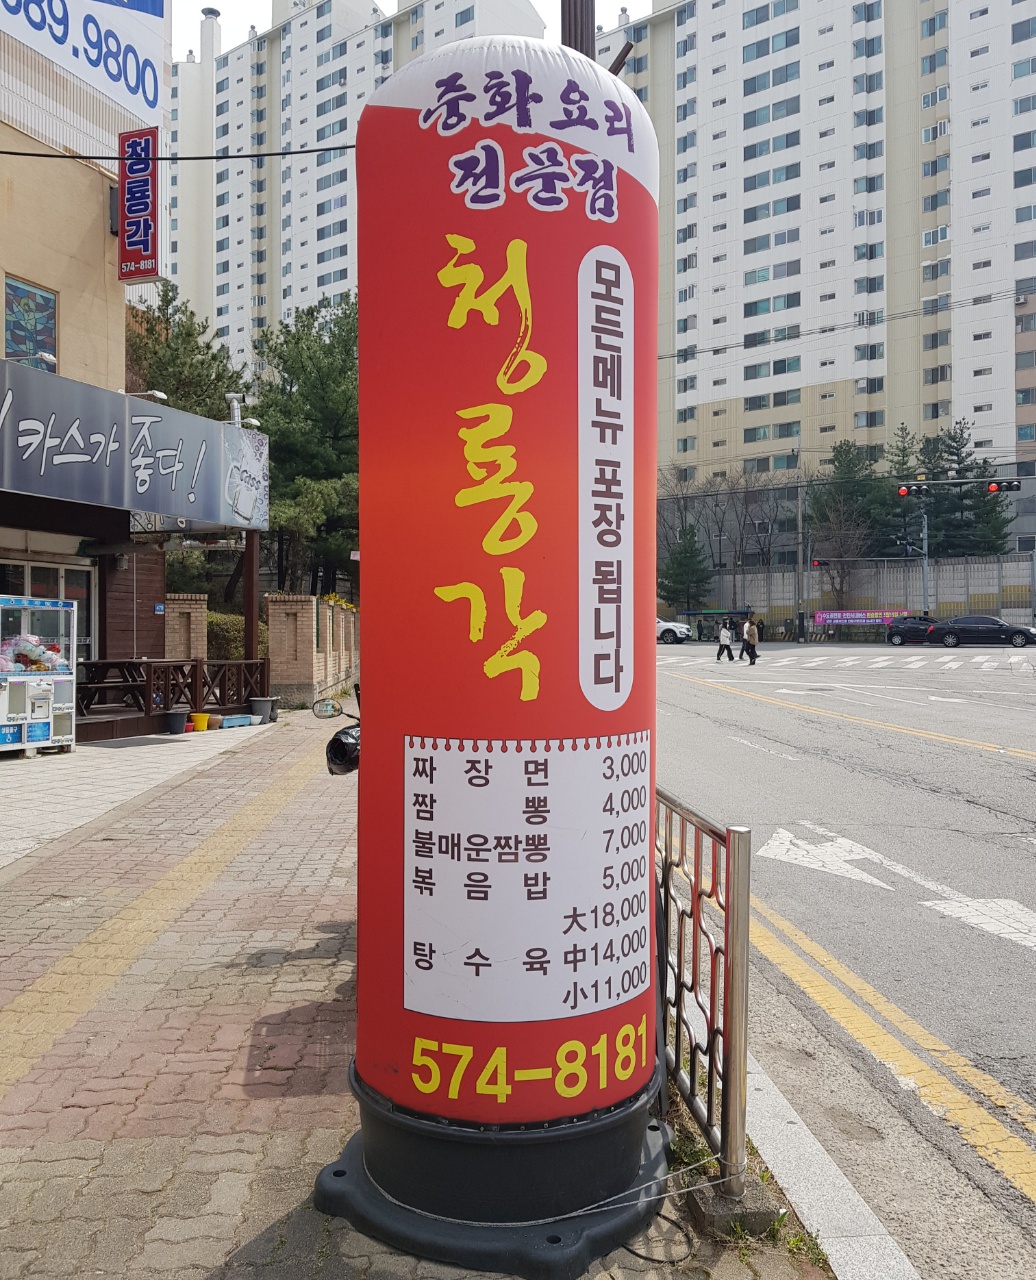 689.9800
청룡각
574-8181
카스가 좋다!
cass
중화요리
전문점
청룡각
모든메뉴 포장 됩니다
짜장면 3,000
짬뽕 4,000
불매운짬뽕 7,000
볶음밥 5,000
大18,000
탕수육 中14,000
小11,000
574-8181